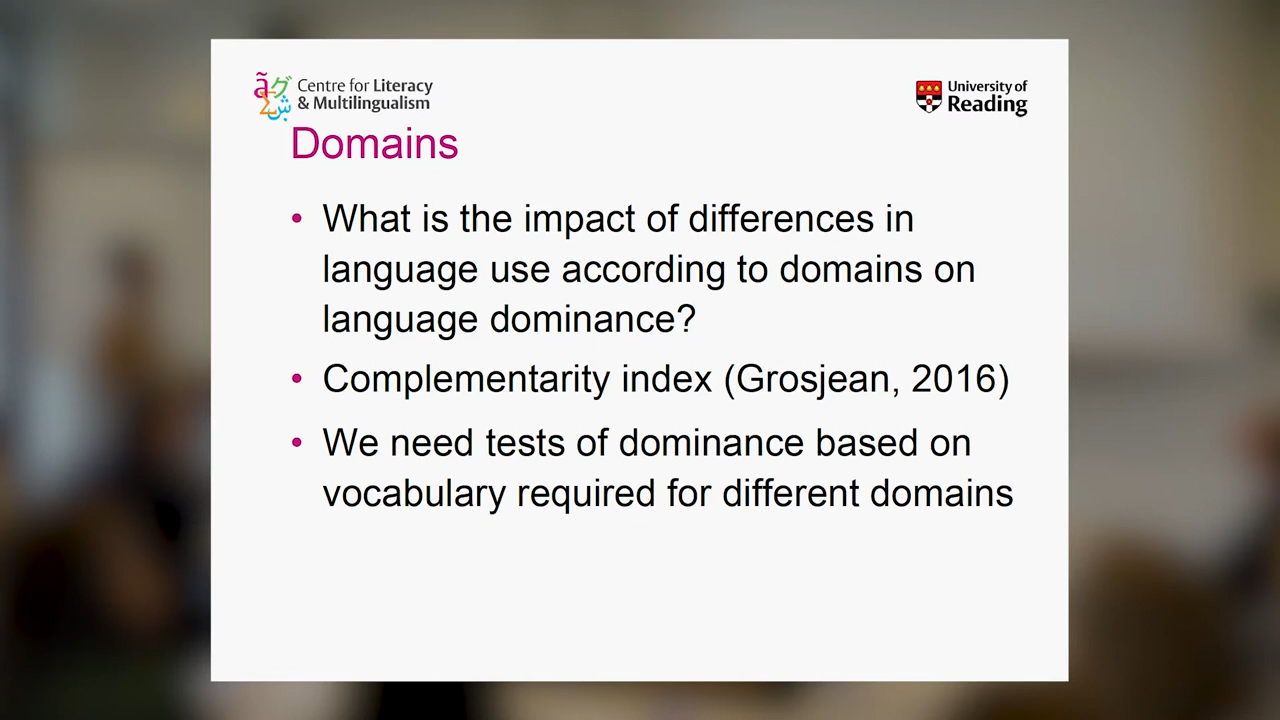 Centre for Literacy
& Multilingualism
University of
Reading
Domains
• What is the impact of differences in
language use according to domains on
language dominance?
• Complementarity index (Grosjean, 2016)
• We need tests of dominance based on
vocabulary required for different domains